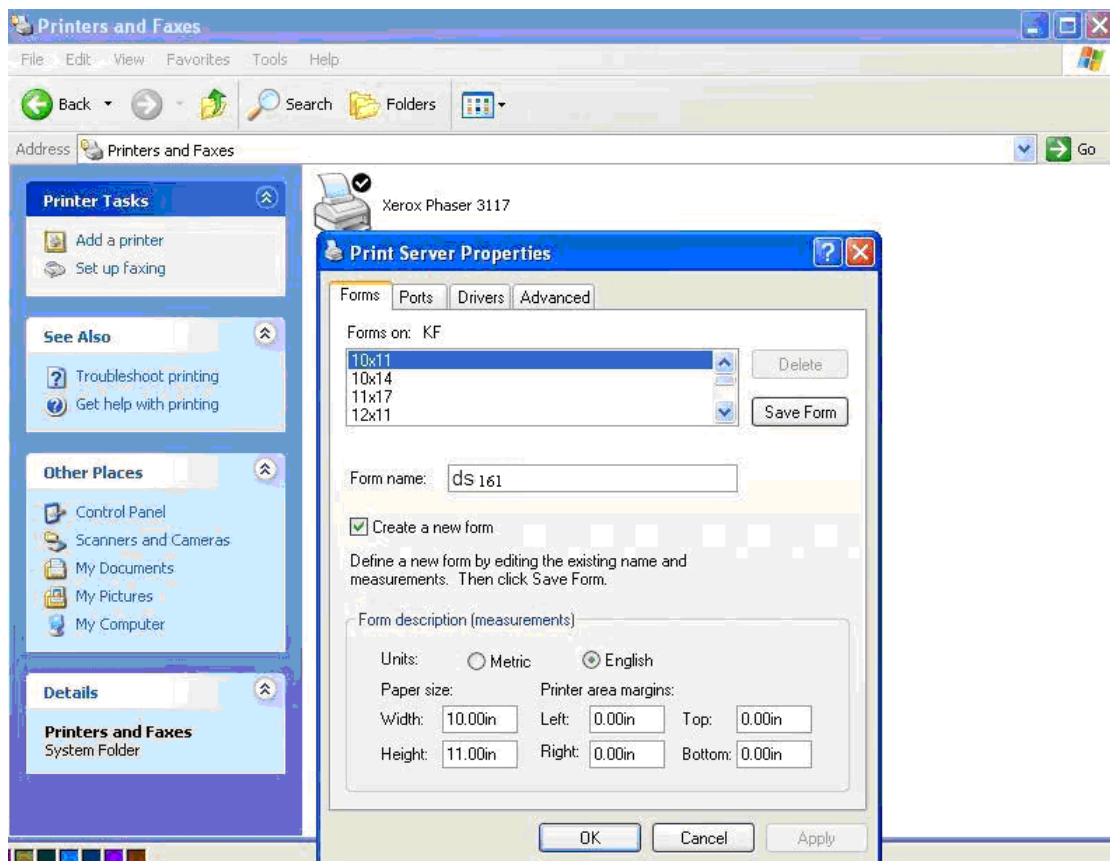 Printers and Faxes
File Edit View Favorites Tools Help
Back Search Folders
Address Printers and Faxes Go
Printer Tasks
Add a printer
Set up faxing
See Also
Troubleshoot printing
Get help with printing
Other Places
Control Panel
Scanners and Cameras
My Documents
My Pictures
My Computer
Details
Printers and Faxes
System Folder
Xerox Phaser 3117
Print Server Properties
Forms Ports Drivers Advanced
Forms on: KF
10x11
10x14
11x17
12x11
Delete
Save Form
Form name: ds 161
Create a new form
Define a new form by editing the existing name and
measurements. Then click Save Form.
Form description (measurements)
Units: Metric English
Paper size: Printer area margins:
Width: 10.00in Left: 0.00in Top: 0.00in
Height: 11.00in Right: 0.00in Bottom: 0.00in
OK Cancel Apply